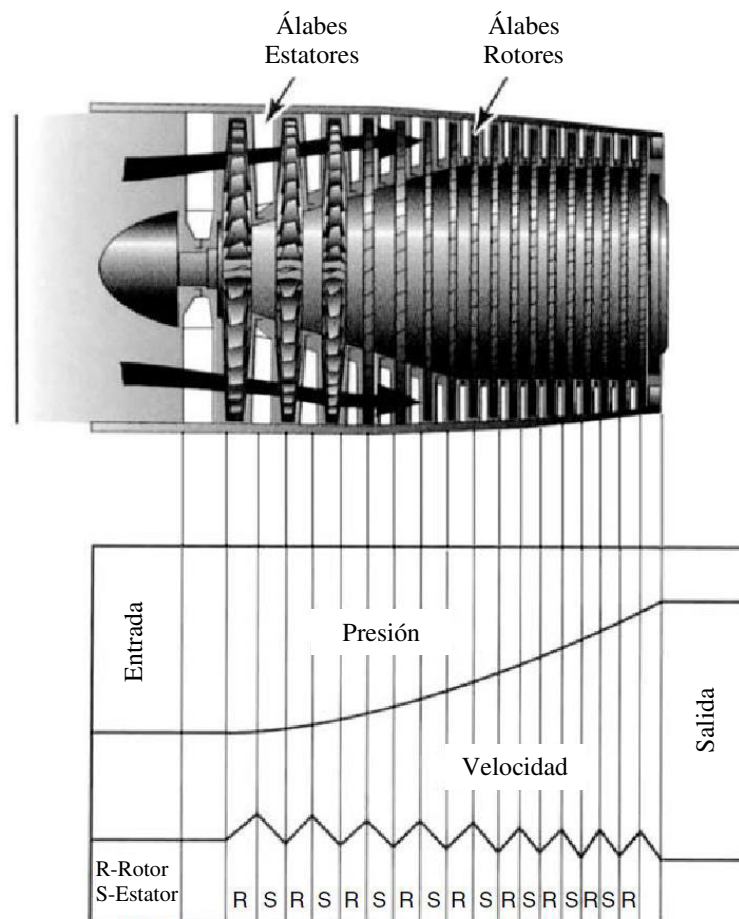 Álabes
Estatores
Álabes
Rotores
Entrada
Presión
Velocidad
Salida
R-Rotor
S-Estator
R S R S R S R S R S R S R S R S R